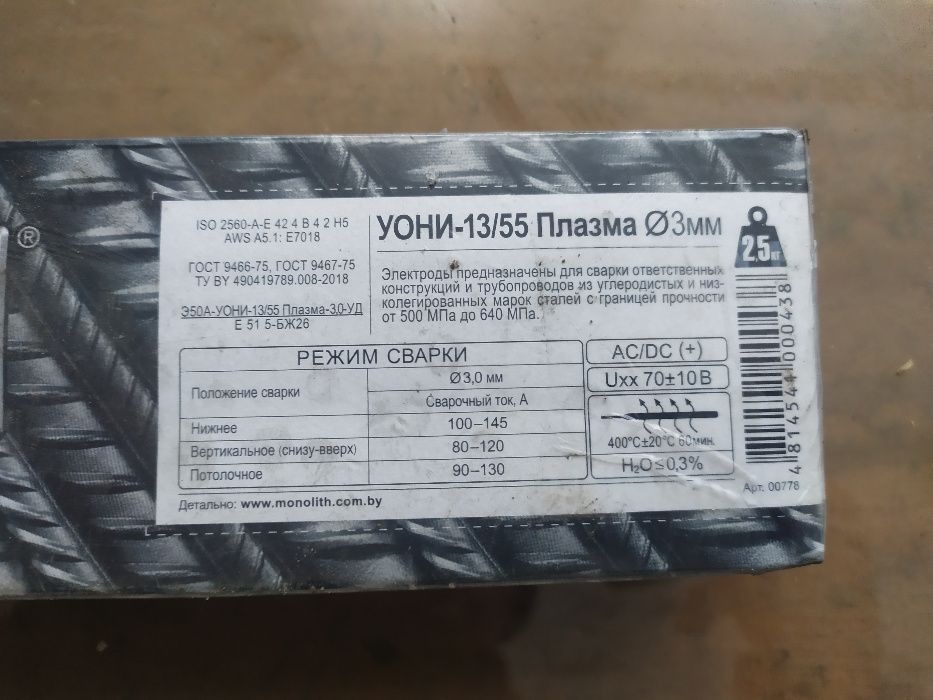 ®
ISO 2560-A-E 42 4 B 4 2 H5
AWS A5.1: E7018
ГОСТ 9466-75, ГОСТ 9467-75
ТУ BY 490419789.008-2018
Э50А-УОНИ-13/55 Плазма-3,0-УД
Е 51 5-БЖ26
УОНИ-13/55 Плазма Ø3мм
2,5 кг
Электроды предназначены для сварки ответственных
конструкций и трубопроводов из углеродистых и низ-
колегированных марок сталей с границей прочности
от 500 МПа до 640 МПа.
РЕЖИМ СВАРКИ
Положение сварки
Ø3,0 мм
Сварочный ток, А
Нижнее
100–145
Вертикальное (снизу-вверх)
80–120
Потолочное
90–130
AC/DC (+)
Uxx 70±10В
400°C±20°C 60мин.
H₂O≤0,3%
4814541000438
Арт. 00778
Детально: www.monolith.com.by